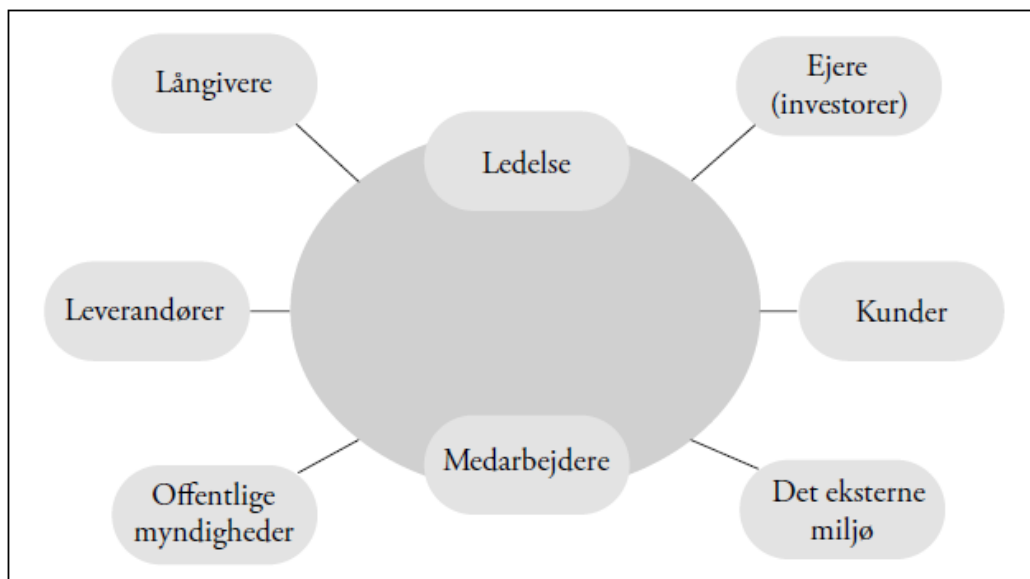 Långivere
Ejere
(investorer)
Ledelse
Leverandører
Kunder
Medarbejdere
Offentlige
myndigheder
Det eksterne
miljø